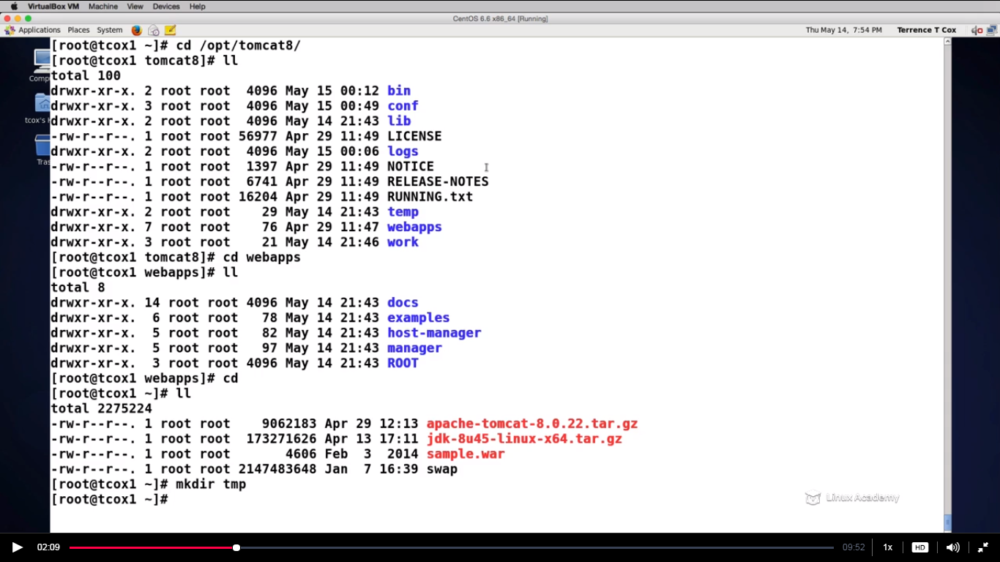 VirtualBox VM Machine View Devices Help
CentOS 6.6 x86_64 [Running]
Applications Places System Thu May 14, 7:54 PM Terrence T Cox
[root@tcox1 ~]# cd /opt/tomcat8/
[root@tcox1 tomcat8]# ll
total 100
drwxr-xr-x. 2 root root 4096 May 15 00:12 bin
drwxr-xr-x. 3 root root 4096 May 15 00:49 conf
drwxr-xr-x. 2 root root 4096 May 14 21:43 lib
-rw-r--r--. 1 root root 56977 Apr 29 11:49 LICENSE
drwxr-xr-x. 2 root root 4096 May 15 00:06 logs
-rw-r--r--. 1 root root 1397 Apr 29 11:49 NOTICE
-rw-r--r--. 1 root root 6741 Apr 29 11:49 RELEASE-NOTES
-rw-r--r--. 1 root root 16204 Apr 29 11:49 RUNNING.txt
drwxr-xr-x. 2 root root 29 May 14 21:43 temp
drwxr-xr-x. 7 root root 76 Apr 29 11:47 webapps
drwxr-xr-x. 3 root root 21 May 14 21:46 work
[root@tcox1 tomcat8]# cd webapps
[root@tcox1 webapps]# ll
total 8
drwxr-xr-x. 14 root root 4096 May 14 21:43 docs
drwxr-xr-x. 6 root root 78 May 14 21:43 examples
drwxr-xr-x. 5 root root 82 May 14 21:43 host-manager
drwxr-xr-x. 5 root root 97 May 14 21:43 manager
drwxr-xr-x. 3 root root 4096 May 14 21:43 ROOT
[root@tcox1 webapps]# cd
[root@tcox1 ~]# ll
total 2275224
-rw-r--r--. 1 root root 9062183 Apr 29 12:13 apache-tomcat-8.0.22.tar.gz
-rw-r--r--. 1 root root 173271626 Apr 13 17:11 jdk-8u45-linux-x64.tar.gz
-rw-r--r--. 1 root root 4606 Feb 3 2014 sample.war
-rw-r--r--. 1 root root 2147483648 Jan 7 16:39 swap
[root@tcox1 ~]# mkdir tmp
[root@tcox1 ~]#
Comp
tcox's H
Tras
Linux Academy
02:09 09:52 1x HD